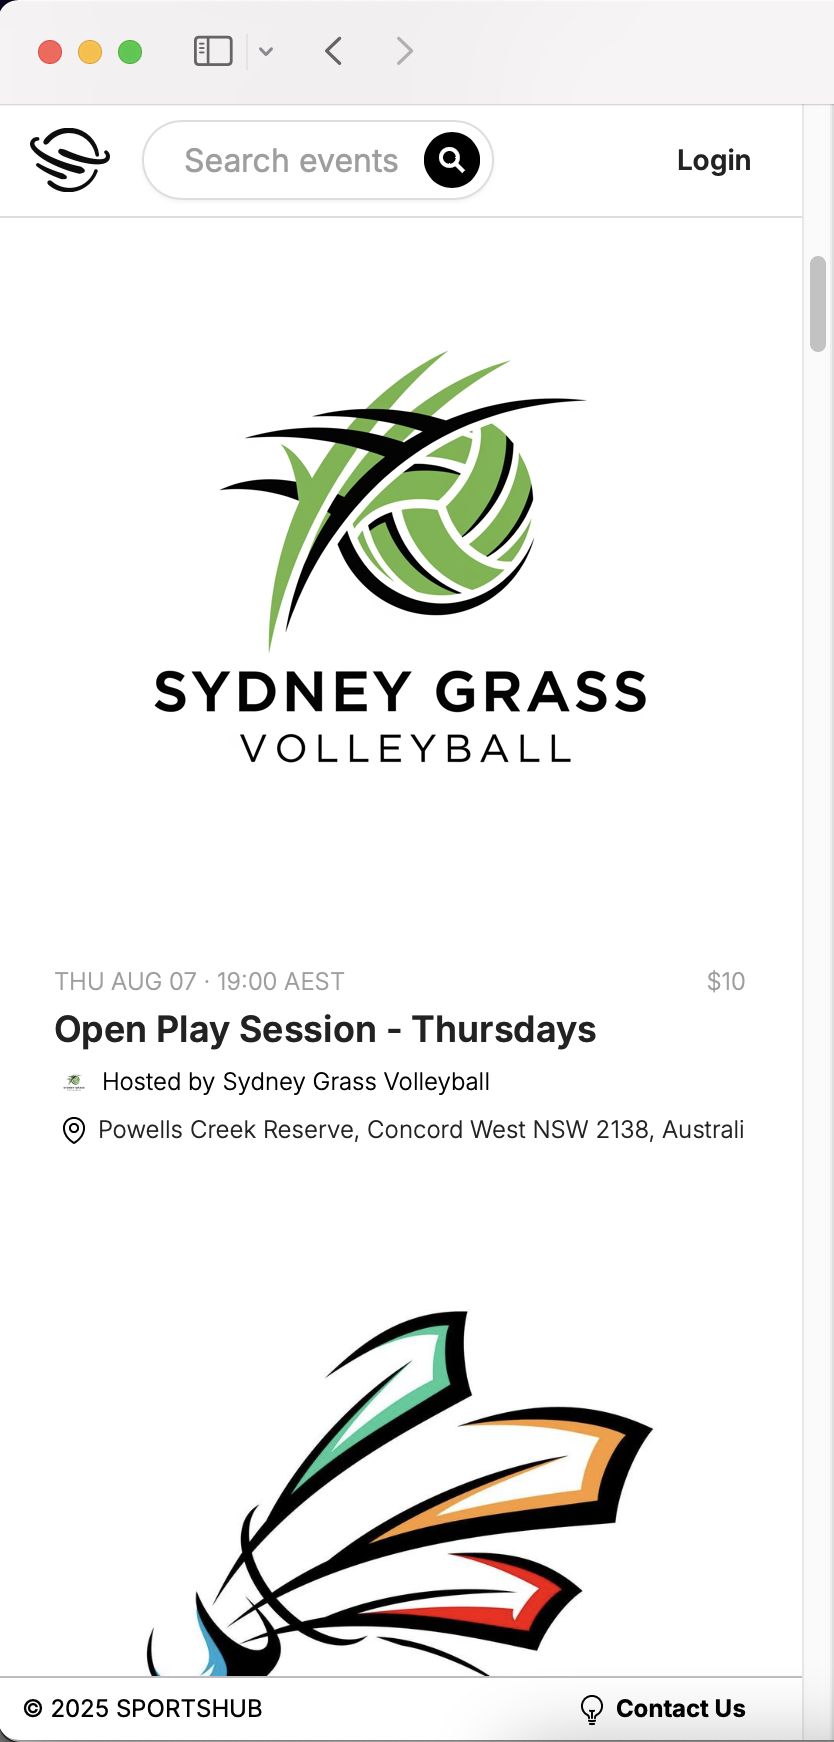 Search events
Login
SYDNEY GRASS
VOLLEYBALL
THU AUG 07 · 19:00 AEST
$10
Open Play Session - Thursdays
Hosted by Sydney Grass Volleyball
Powells Creek Reserve, Concord West NSW 2138, Australi
© 2025 SPORTSHUB
Contact Us